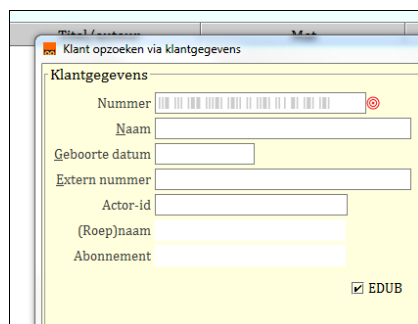 Titel/auteur Mat
Klant opzoeken via klantgegevens
Klantgegevens
Nummer
Naam
Geboorte datum
Extern nummer
Actor-id
(Roep)naam
Abonnement
EDUB